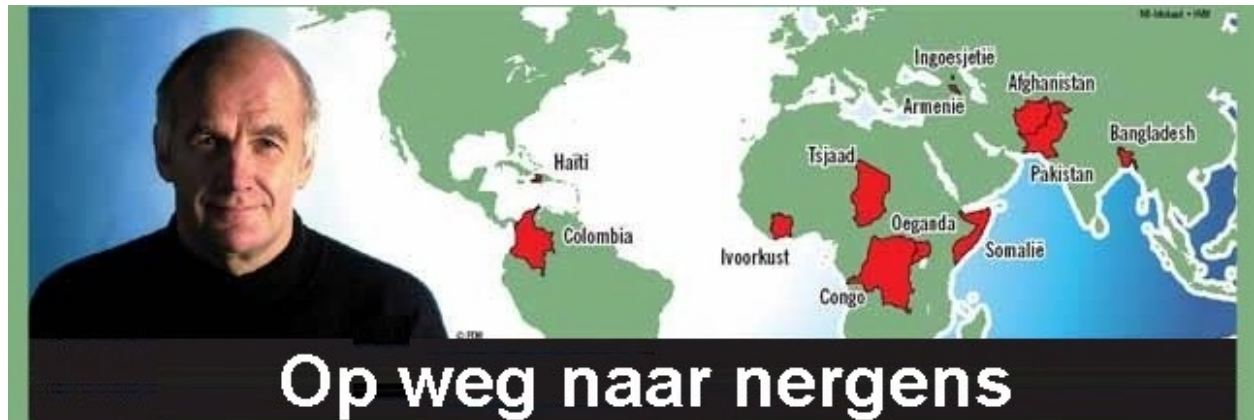 Ingoesjetië
Afghanistan
Armenië
Bangladesh
Haïti
Tsjaad
Pakistan
Oeganda
Colombia
Somalië
Ivoorkust
Congo
Op weg naar nergens